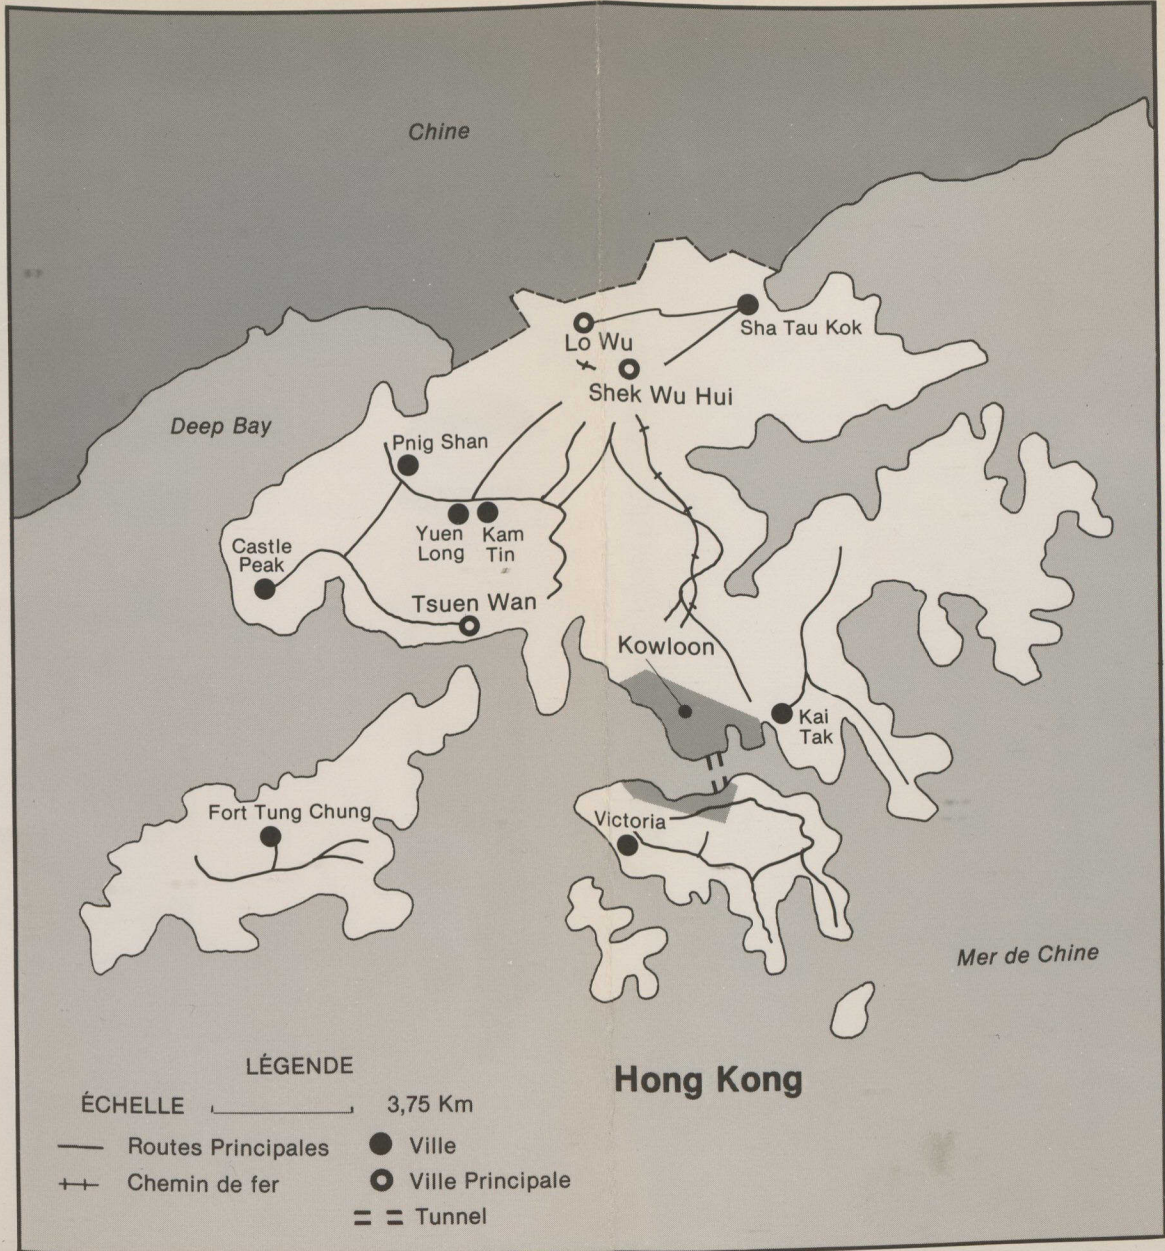 Chine
Sha Tau Kok
Lo Wu
Shek Wu Hui
Deep Bay
Pnig Shan
Yuen
Long
Kam
Tin
Castle
Peak
Tsuen Wan
Kowloon
Kai
Tak
Fort Tung Chung
Victoria
Mer de Chine
Hong Kong
LÉGENDE
ÉCHELLE 3,75 Km
Routes Principales
Ville
Chemin de fer
Ville Principale
Tunnel